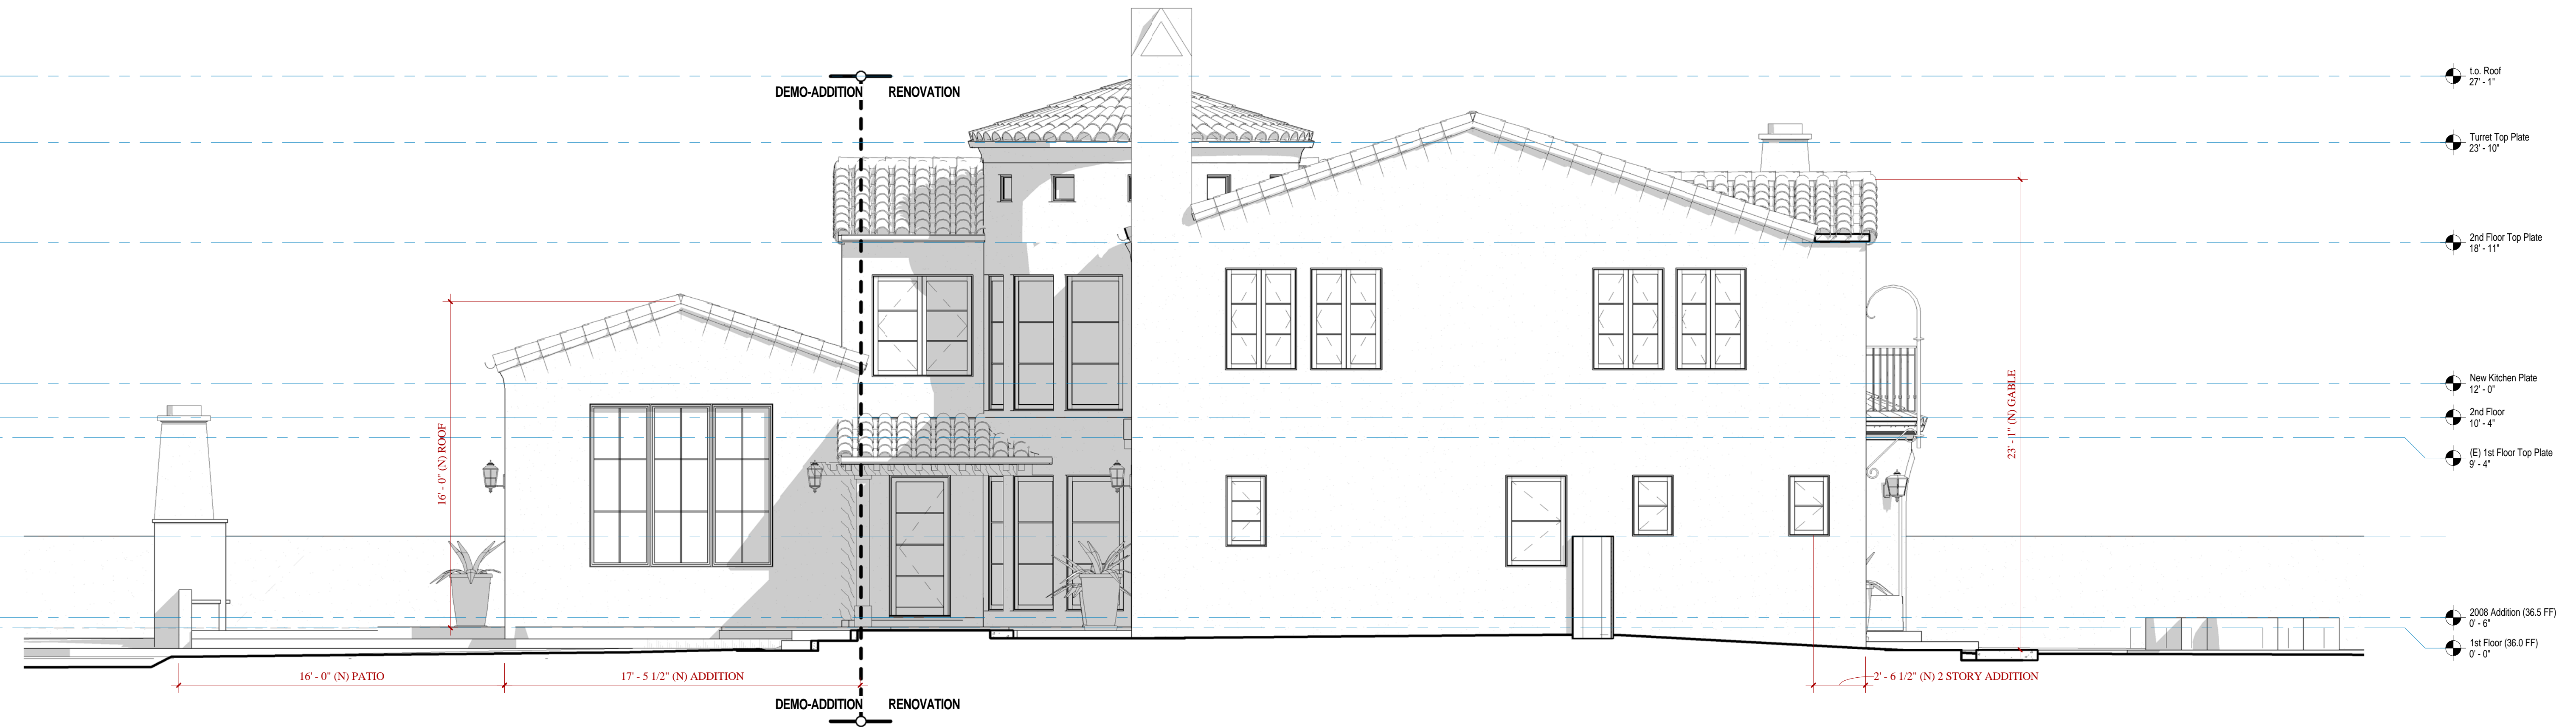 t.o. Roof
27' - 1"
DEMO-ADDITION RENOVATION
Turret Top Plate
23' - 10"
2nd Floor Top Plate
18' - 11"
New Kitchen Plate
12' - 0"
2nd Floor
10' - 4"
(E) 1st Floor Top Plate
9' - 4"
16' - 0" (N) ROOF
23' - 1" (N) GABLE
2008 Addition (36.5 FF)
0' - 6"
1st Floor (36.0 FF)
0' - 0"
16' - 0" (N) PATIO
17' - 5 1/2" (N) ADDITION
2' - 6 1/2" (N) 2 STORY ADDITION
DEMO-ADDITION RENOVATION